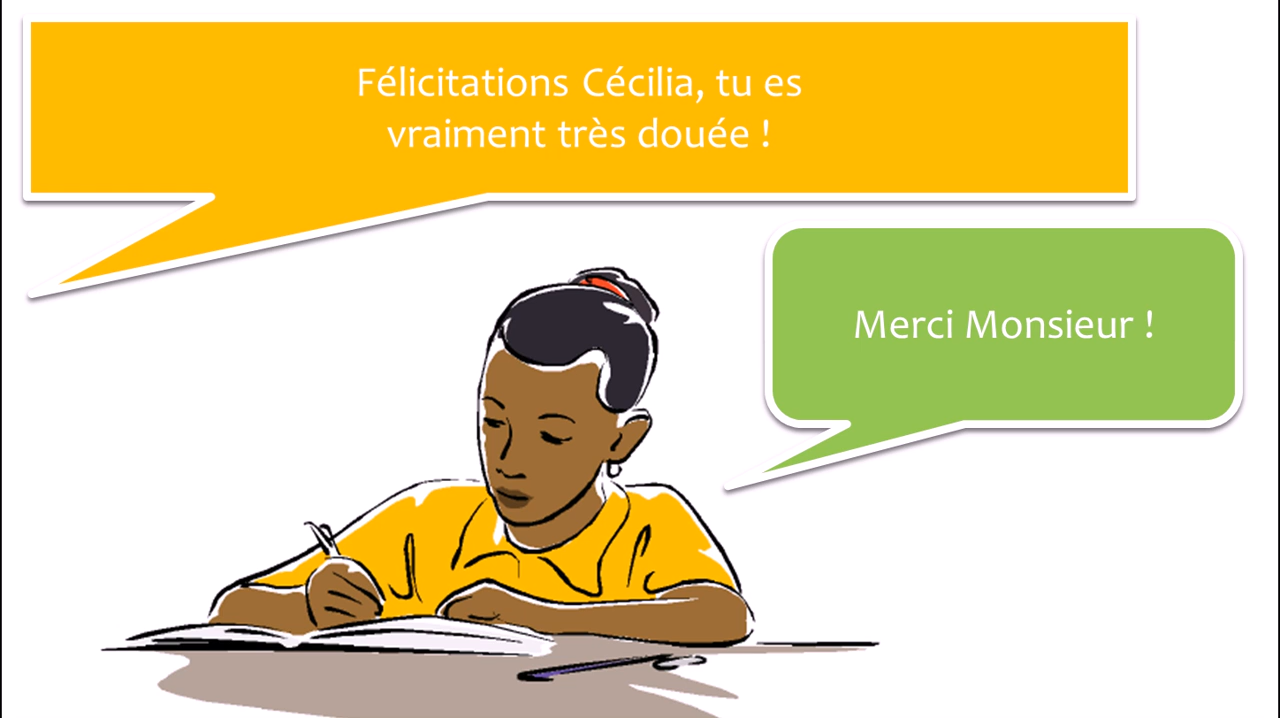 Félicitations Cécilia, tu es
vraiment très douée !
Merci Monsieur !